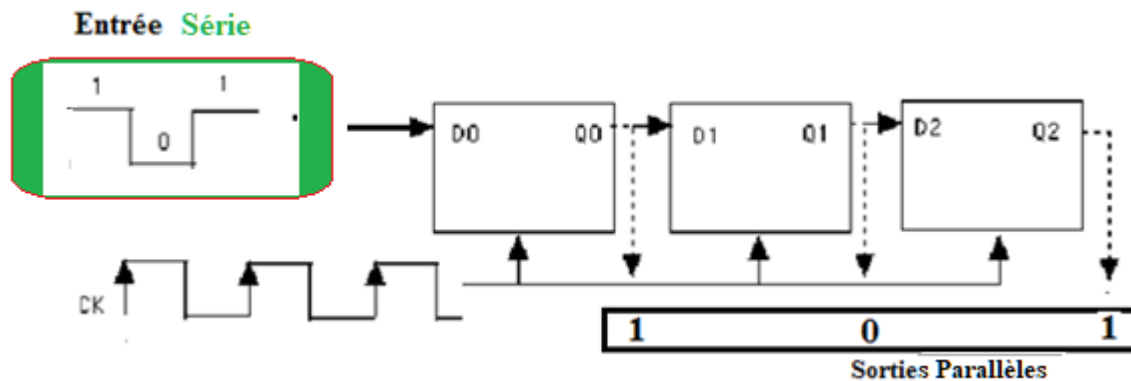 Entrée Série
1 1
0
D0 Q0 D1 Q1 D2 Q2
CK
1 0 1
Sorties Parallèles